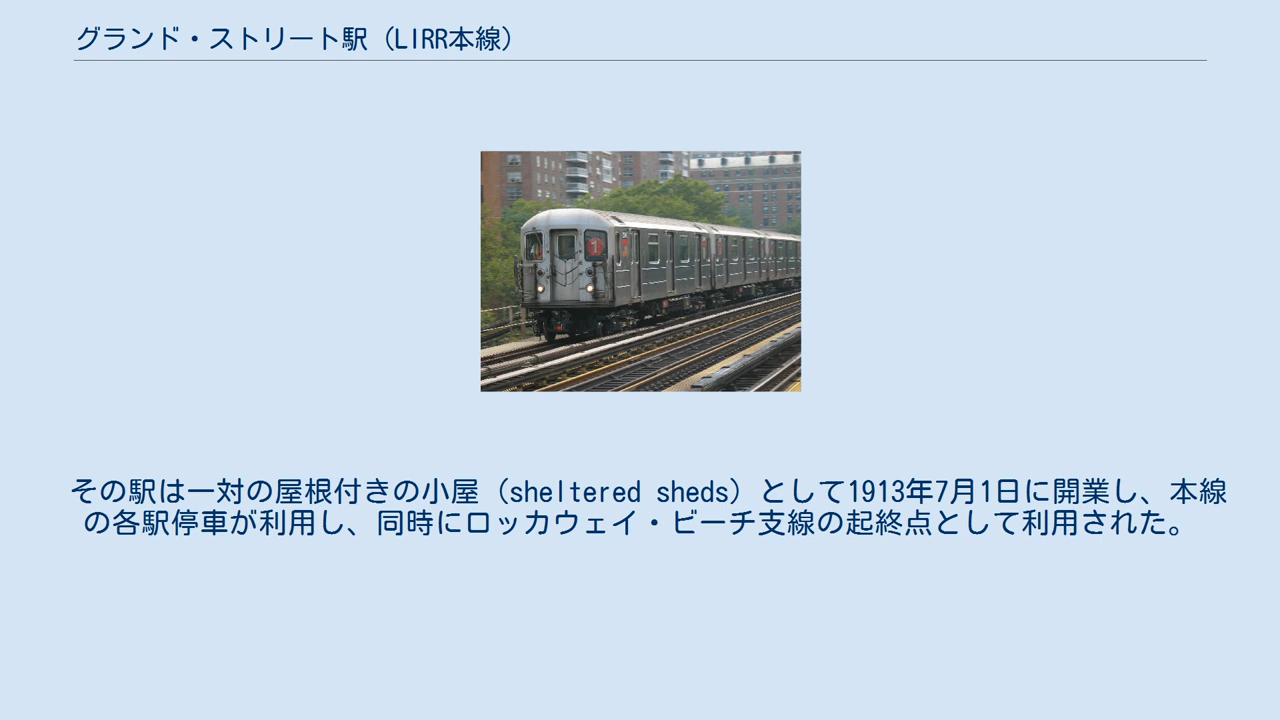 グランド・ストリート駅（LIRR本線）
1
その駅は一対の屋根付きの小屋（sheltered sheds）として1913年7月1日に開業し、本線
の各駅停車が利用し、同時にロッカウェイ・ビーチ支線の起終点として利用された。